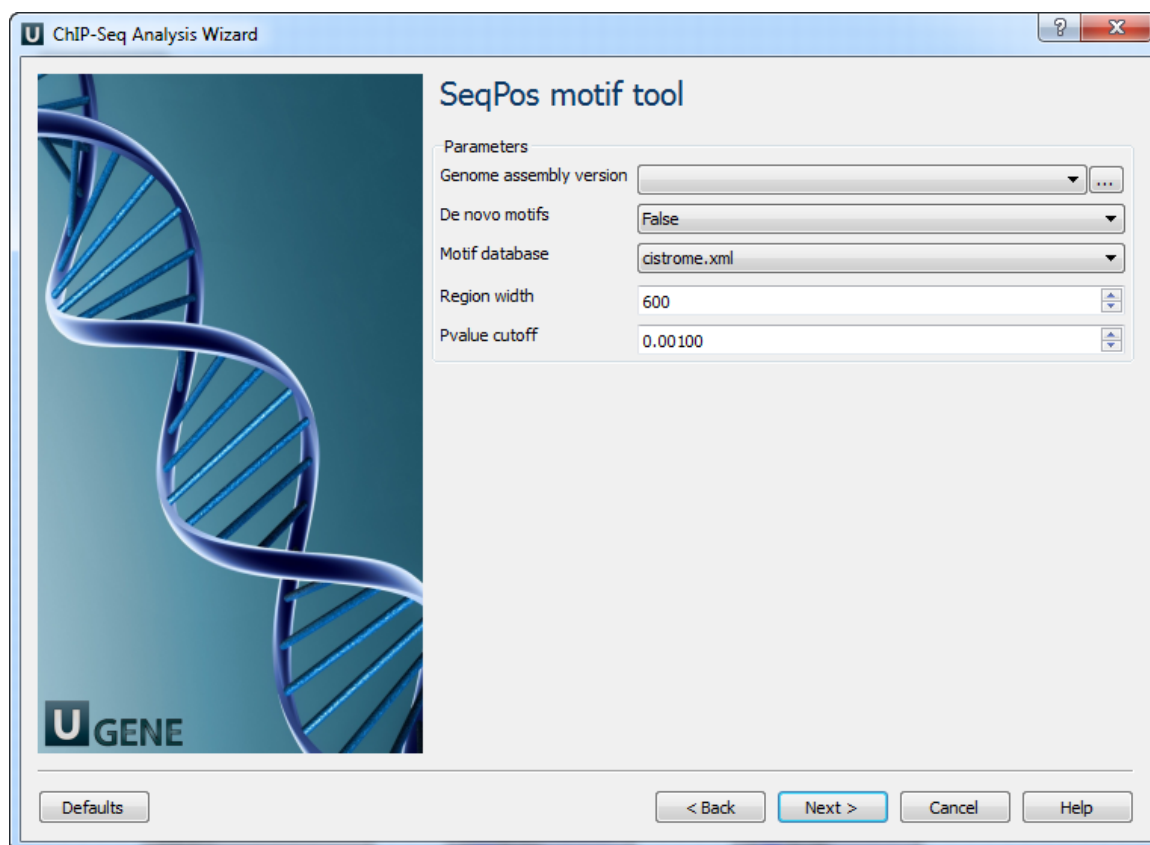 U ChIP-Seq Analysis Wizard
SeqPos motif tool
Parameters
Genome assembly version
...
De novo motifs False
Motif database cistrome.xml
Region width 600
Pvalue cutoff 0.00100
U GENE
Defaults < Back Next > Cancel Help